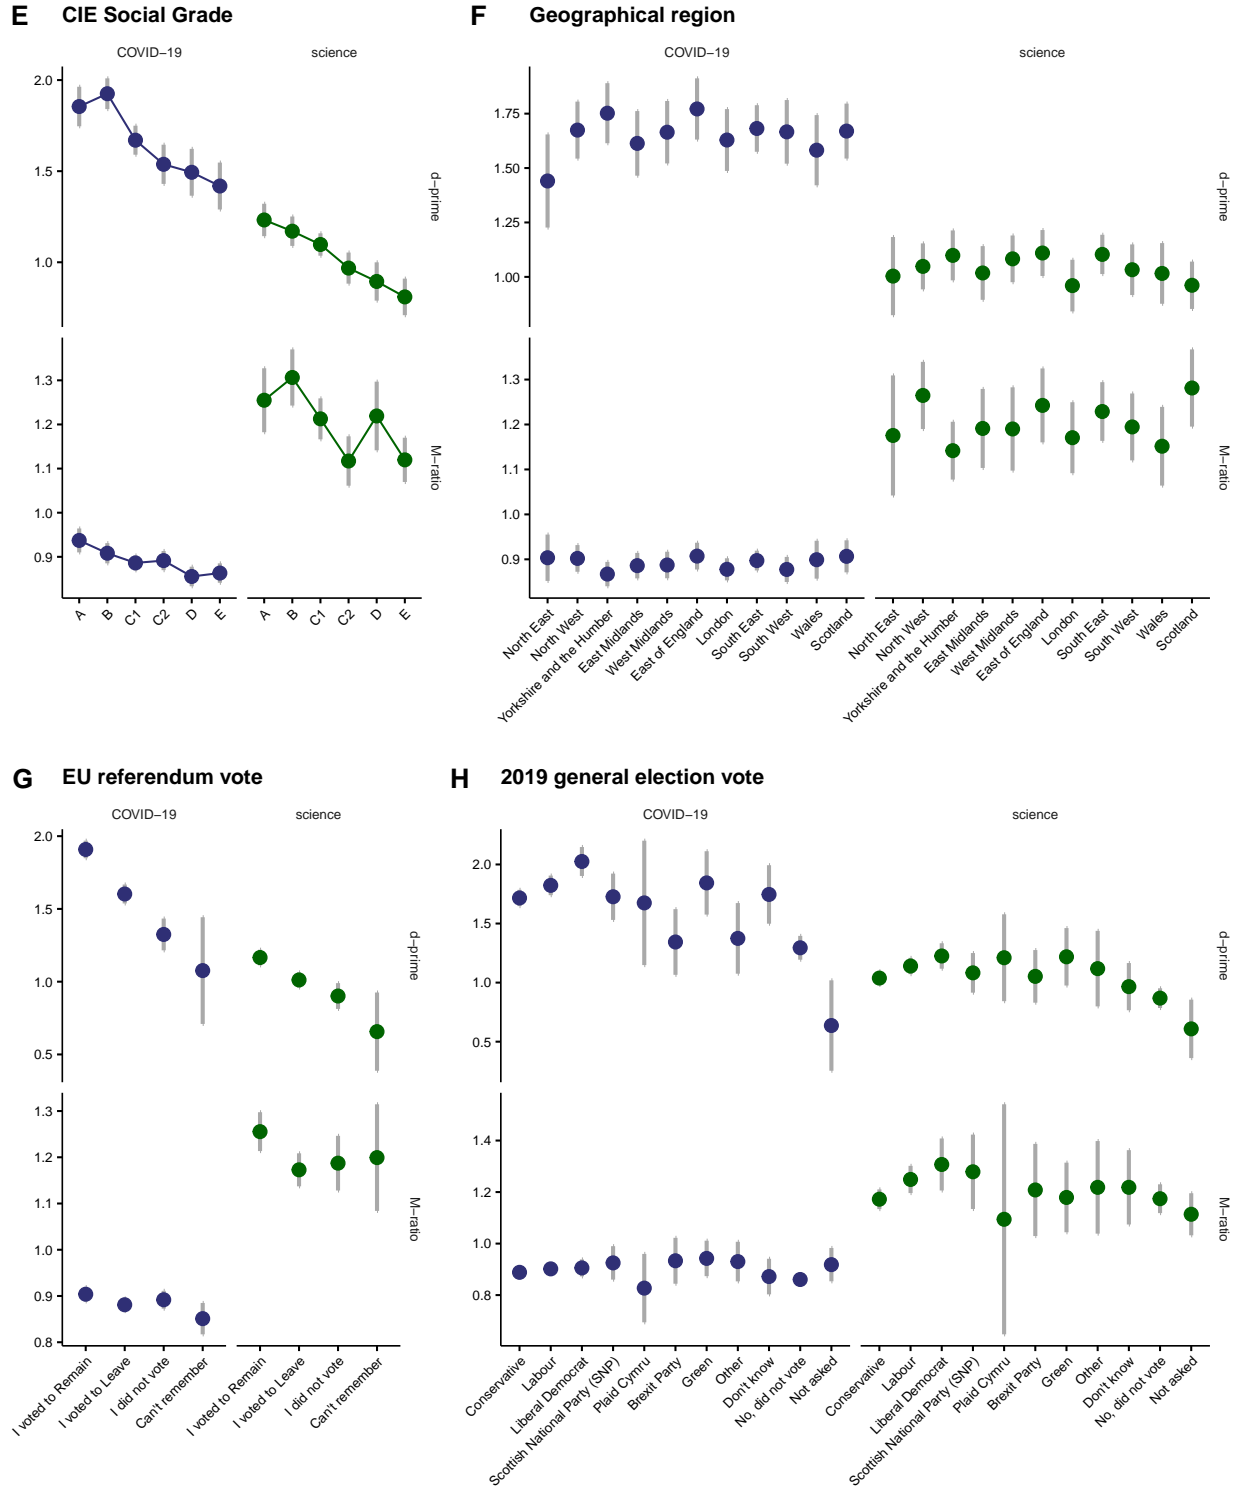 E CIE Social Grade
COVID−19 science
2.0
1.5
1.0
d−prime
1.3
1.2
1.1
1.0
0.9
M−ratio
A B C1 C2 D E A B C1 C2 D E
F Geographical region
COVID−19 science
1.75
1.50
1.25
1.00
d−prime
1.3
1.2
1.1
1.0
0.9
M−ratio
North East
North West
Yorkshire and the Humber
East Midlands
West Midlands
East of England
London
South East
South West
Wales
Scotland
North East
North West
Yorkshire and the Humber
East Midlands
West Midlands
East of England
London
South East
South West
Wales
Scotland
G EU referendum vote
COVID−19 science
2.0
1.5
1.0
0.5
d−prime
1.3
1.2
1.1
1.0
0.9
0.8
M−ratio
I voted to Remain
I voted to Leave
I did not vote
Can't remember
I voted to Remain
I voted to Leave
I did not vote
Can't remember
H 2019 general election vote
COVID−19 science
2.0
1.5
1.0
0.5
d−prime
1.4
1.2
1.0
0.8
M−ratio
Conservative
Labour
Liberal Democrat
Scottish National Party (SNP)
Plaid Cymru
Brexit Party
Green
Other
Don't know
No, did not vote
Not asked
Conservative
Labour
Liberal Democrat
Scottish National Party (SNP)
Plaid Cymru
Brexit Party
Green
Other
Don't know
No, did not vote
Not asked